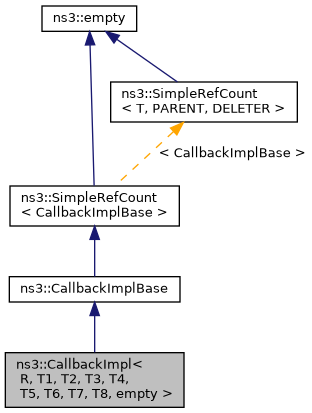 ns3::empty
ns3::SimpleRefCount
< T, PARENT, DELETER >
< CallbackImplBase >
ns3::SimpleRefCount
< CallbackImplBase >
ns3::CallbackImplBase
ns3::CallbackImpl<
R, T1, T2, T3, T4,
T5, T6, T7, T8, empty >